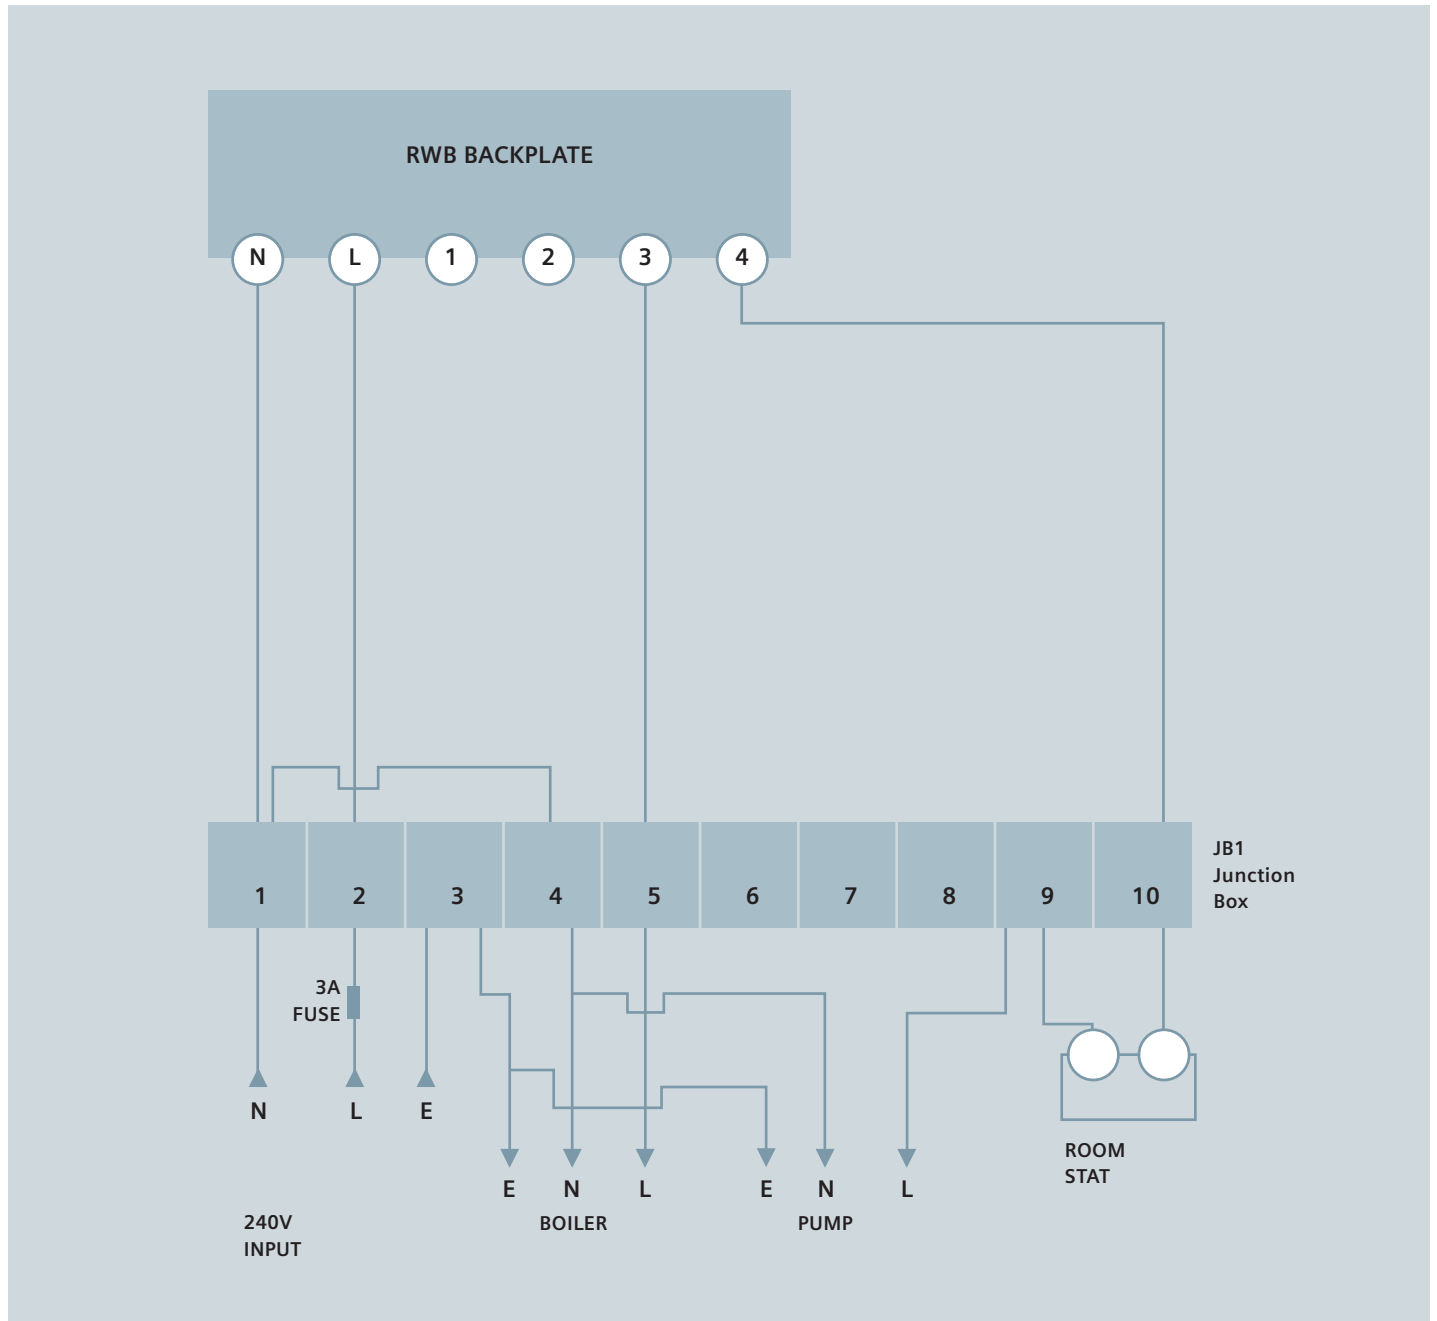 RWB BACKPLATE
N L 1 2 3 4
1 2 3 4 5 6 7 8 9 10
JB1
Junction
Box
3A
FUSE
N L E
E N L E N L
BOILER PUMP
ROOM
STAT
240V
INPUT